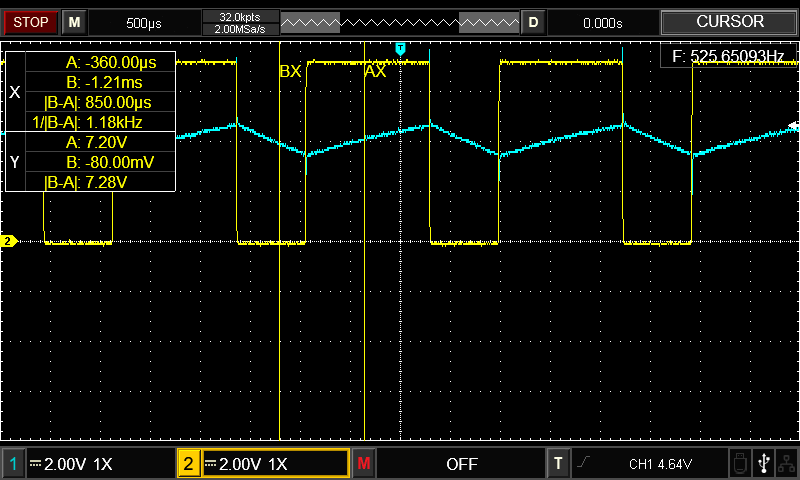 STOP M 500µs 32.0kpts 2.00MSa/s D 0.000s CURSOR
T
F: 525.65093Hz
X
A: -360.00µs
B: -1.21ms
|B-A|: 850.00µs
1/|B-A|: 1.18kHz
Y
A: 7.20V
B: -80.00mV
|B-A|: 7.28V
BX AX
2
1 2.00V 1X 2 2.00V 1X M OFF T CH1 4.64V